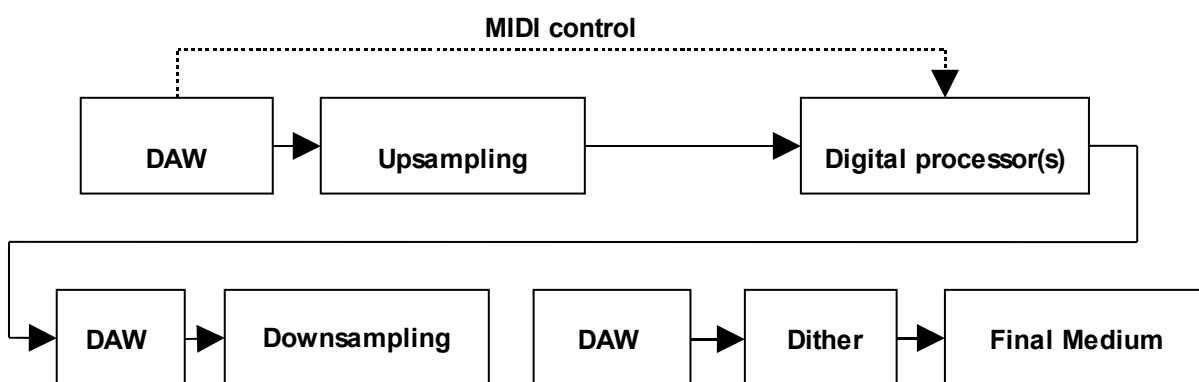 MIDI control
DAW
Upsampling
Digital processor(s)
DAW
Downsampling
DAW
Dither
Final Medium